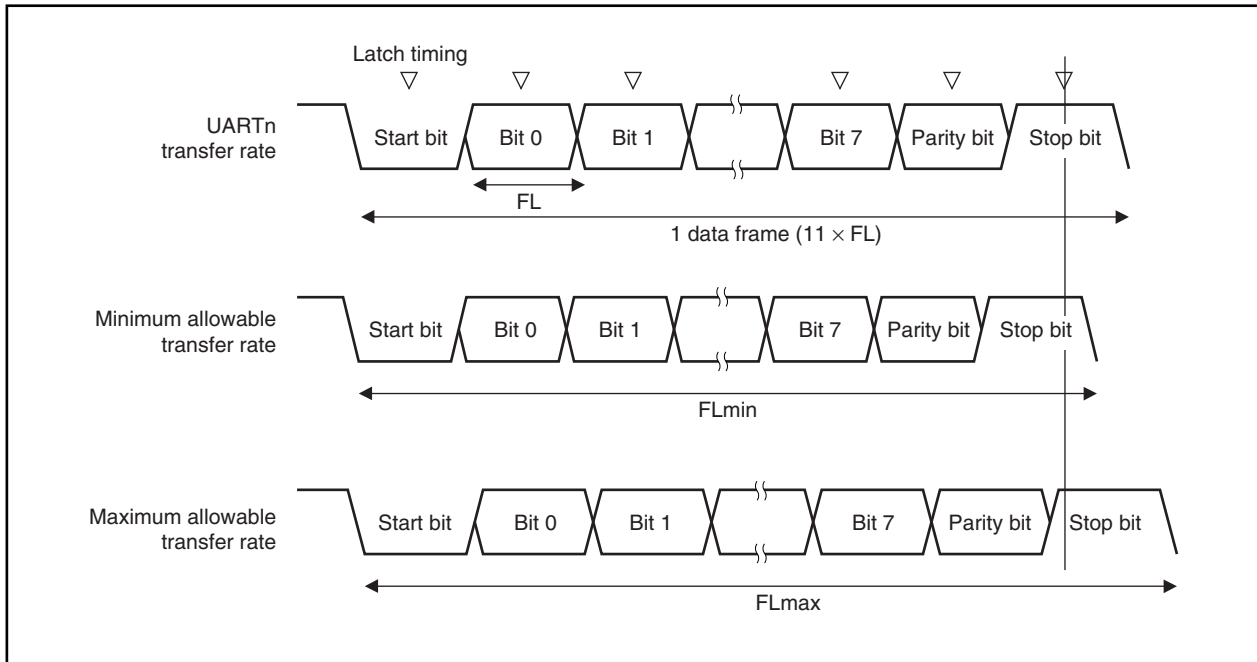 Latch timing
UARTn
transfer rate
Start bit Bit 0 Bit 1 Bit 7 Parity bit Stop bit
FL
1 data frame (11 × FL)
Minimum allowable
transfer rate
Start bit Bit 0 Bit 1 Bit 7 Parity bit Stop bit
FLmin
Maximum allowable
transfer rate
Start bit Bit 0 Bit 1 Bit 7 Parity bit Stop bit
FLmax